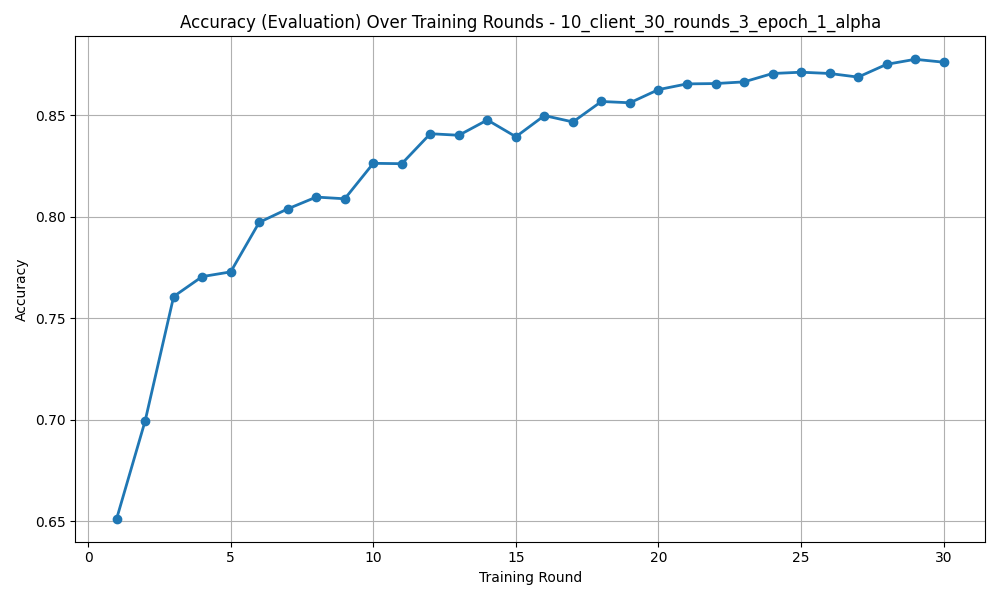 Accuracy (Evaluation) Over Training Rounds - 10_client_30_rounds_3_epoch_1_alpha
Accuracy
0.85
0.80
0.75
0.70
0.65
0 5 10 15 20 25 30
Training Round